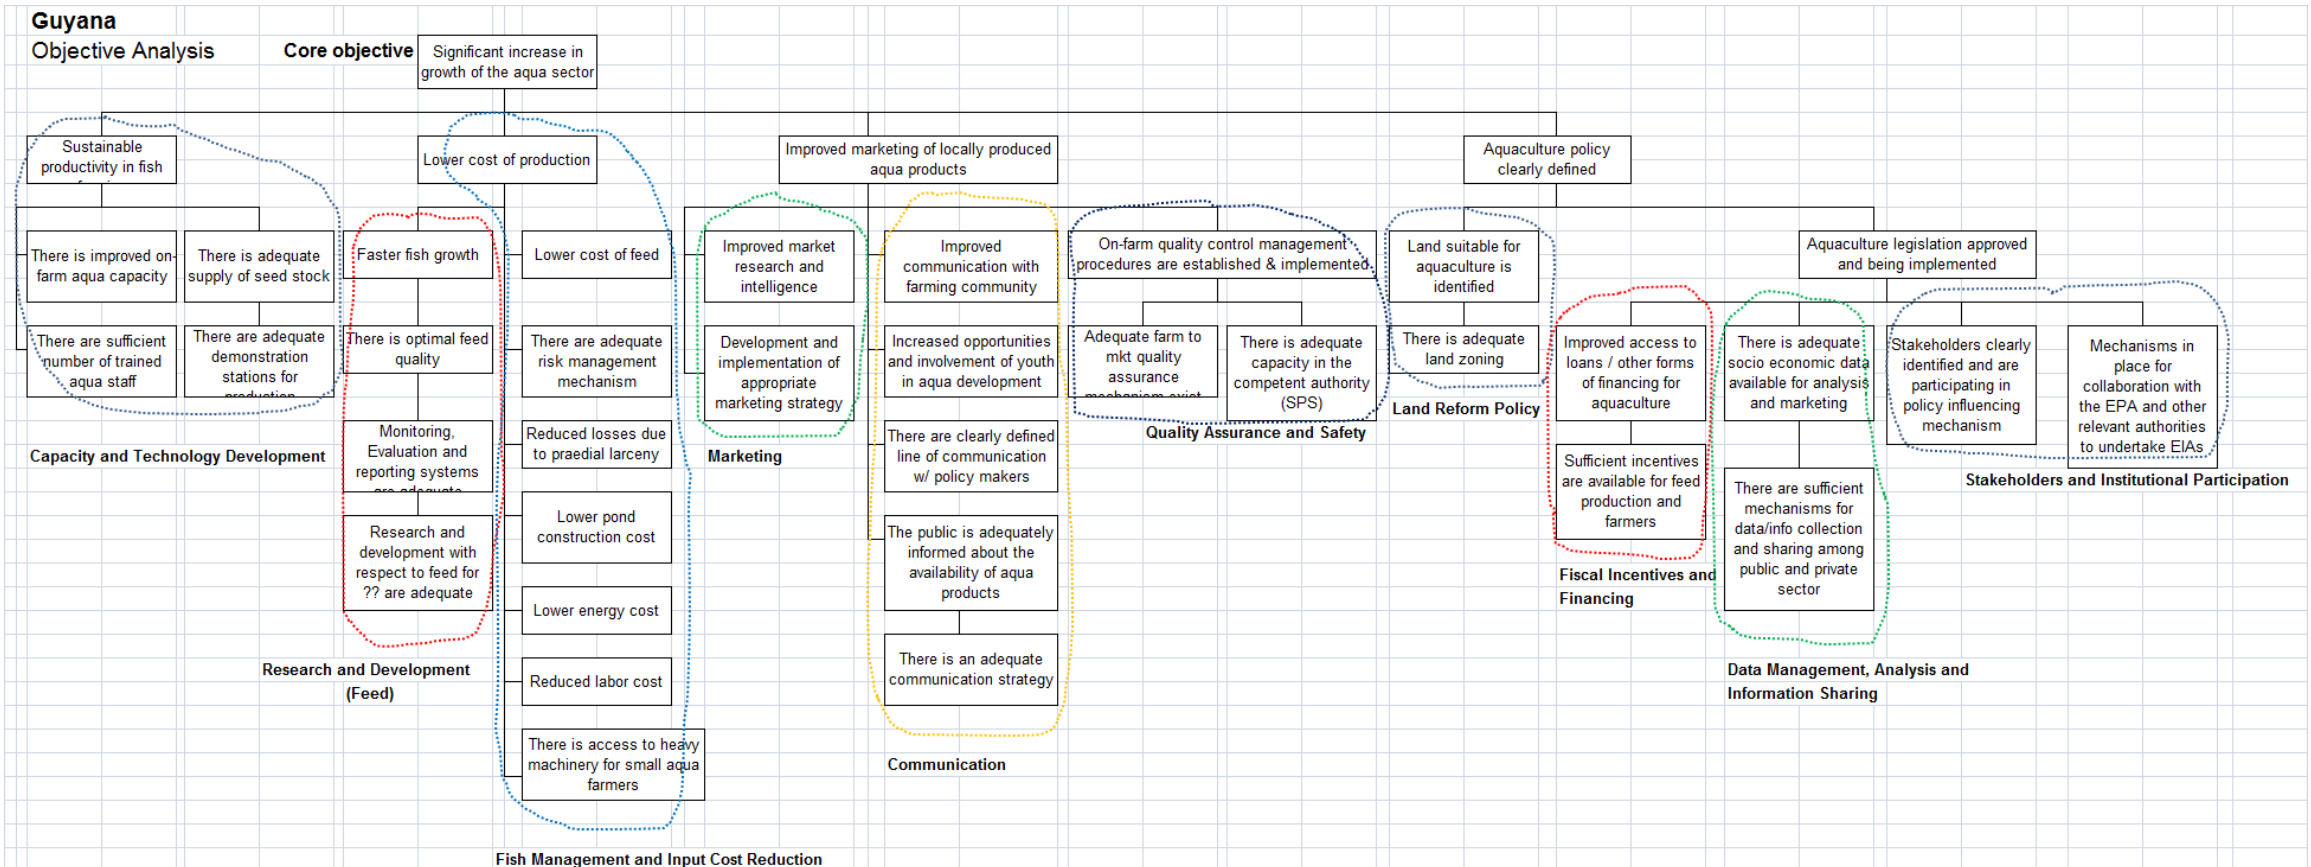 Guyana
Objective Analysis
Core objective
Significant increase in
growth of the aqua sector
Sustainable
productivity in fish
Lower cost of production
Improved marketing of locally produced
aqua products
Aquaculture policy
clearly defined
There is improved on-
farm aqua capacity
There is adequate
supply of seed stock
Faster fish growth
Lower cost of feed
Improved market
research and
intelligence
Improved
communication with
farming community
On-farm quality control management
procedures are established & implemented
Land suitable for
aquaculture is
identified
Aquaculture legislation approved
and being implemented
There are sufficient
number of trained
aqua staff
There are adequate
demonstration
stations for
production
There is optimal feed
quality
There are adequate
risk management
mechanism
Development and
implementation of
appropriate
marketing strategy
Increased opportunities
and involvement of youth
in aqua development
Adequate farm to
mkt quality
assurance
mechanism exist
There is adequate
capacity in the
competent authority
(SPS)
There is adequate
land zoning
Improved access to
loans / other forms
of financing for
aquaculture
There is adequate
socio economic data
available for analysis
and marketing
Stakeholders clearly
identified and are
participating in
policy influencing
mechanism
Mechanisms in
place for
collaboration with
the EPA and other
relevant authorities
to undertake EIAs
Land Reform Policy
Quality Assurance and Safety
Capacity and Technology Development
Monitoring,
Evaluation and
reporting systems
are adequate
Reduced losses due
to praedial larceny
Marketing
There are clearly defined
line of communication
w/ policy makers
Sufficient incentives
are available for feed
production and
farmers
There are sufficient
mechanisms for
data/info collection
and sharing among
public and private
sector
Stakeholders and Institutional Participation
Research and
development with
respect to feed for
?? are adequate
Lower pond
construction cost
The public is adequately
informed about the
availability of aqua
products
Fiscal Incentives and
Financing
Lower energy cost
Research and Development
(Feed)
Reduced labor cost
There is an adequate
communication strategy
Data Management, Analysis and
Information Sharing
There is access to heavy
machinery for small aqua
farmers
Communication
Fish Management and Input Cost Reduction